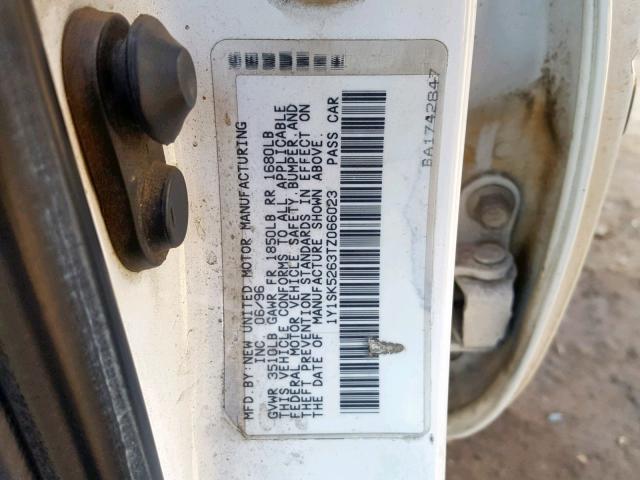 MFD.BY:NEW UNITED MOTOR MANUFACTURING
INC. 06/96
GVWR 3510LB GAWR FR 1850LB RR 1680LB
THIS VEHICLE CONFORMS TO ALL APPLICABLE
FEDERAL MOTOR VEHICLE SAFETY,BUMPER,AND
THEFT PREVENTION STANDARDS IN EFFECT ON
THE DATE OF MANUFACTURE SHOWN ABOVE.
1Y1SK5263TZ066023 PASS CAR
BA1742847